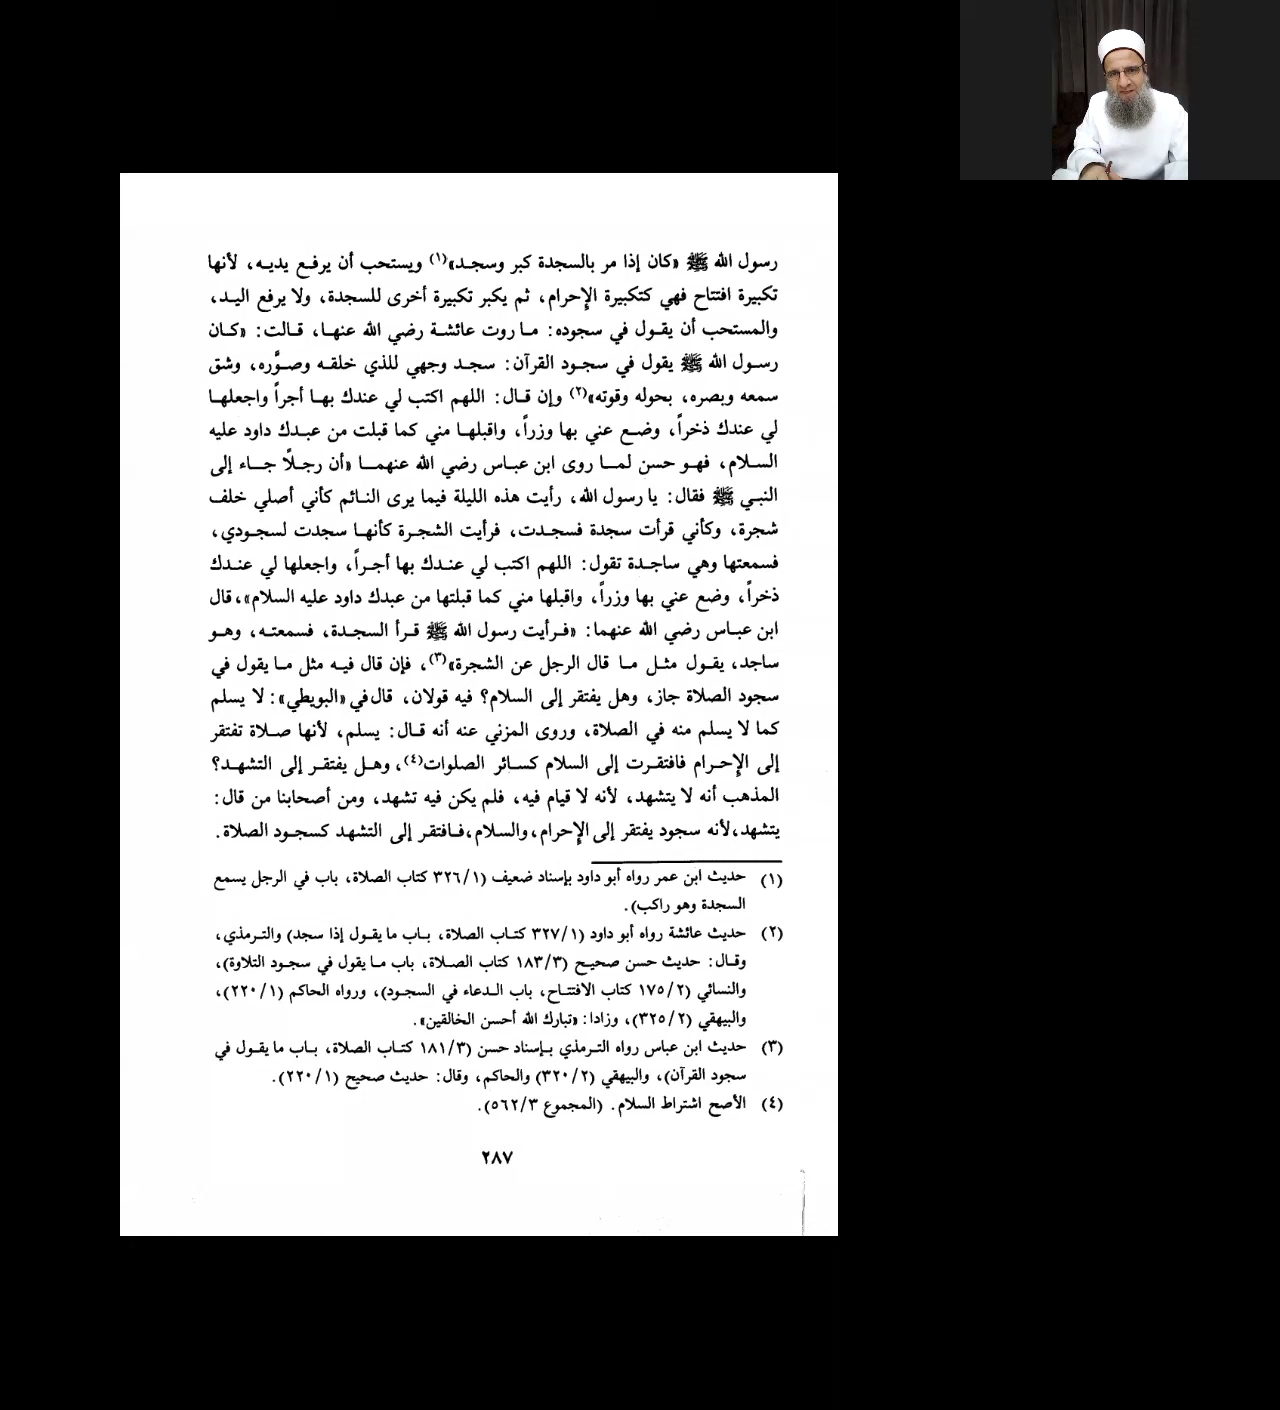 رسول الله ﷺ «كان إذا مر بالسجدة كبر وسجد»(١) ويستحب أن يرفع يديه، لأنها
تكبيرة افتتاح فهي كتكبيرة الإحرام، ثم يكبر تكبيرة أخرى للسجدة، ولا يرفع اليد،
والمستحب أن يقول في سجوده: ما روت عائشة رضي الله عنها، قالت: «كان
رسول الله ﷺ يقول في سجود القرآن: سجد وجهي للذي خلقه وصوَّره، وشق
سمعه وبصره، بحوله وقوته»(٢) وإن قال: اللهم اكتب لي عندك بها أجراً واجعلها
لي عندك ذخراً، وضع عني بها وزراً، واقبلها مني كما قبلت من عبدك داود عليه
السلام، فهو حسن لما روى ابن عباس رضي الله عنهما «أن رجلاً جاء إلى
النبي ﷺ فقال: يا رسول الله، رأيت هذه الليلة فيما يرى النائم كأني أصلي خلف
شجرة، وكأني قرأت سجدة فسجدت، فرأيت الشجرة كأنها سجدت لسجودي،
فسمعتها وهي ساجدة تقول: اللهم اكتب لي عندك بها أجراً، واجعلها لي عندك
ذخراً، وضع عني بها وزراً، واقبلها مني كما قبلتها من عبدك داود عليه السلام»، قال
ابن عباس رضي الله عنهما: «فرأيت رسول الله ﷺ قرأ السجدة، فسمعته، وهو
ساجد، يقول مثل ما قال الرجل عن الشجرة»(٣)، فإن قال فيه مثل ما يقول في
سجود الصلاة جاز، وهل يفتقر إلى السلام؟ فيه قولان، قال في «البويطي»: لا يسلم
كما لا يسلم منه في الصلاة، وروى المزني عنه أنه قال: يسلم، لأنها صلاة تفتقر
إلى الإحرام فافتقرت إلى السلام كسائر الصلوات(٤)، وهل يفتقر إلى التشهد؟
المذهب أنه لا يتشهد، لأنه لا قيام فيه، فلم يكن فيه تشهد، ومن أصحابنا من قال:
يتشهد، لأنه سجود يفتقر إلى الإحرام، والسلام، فافتقر إلى التشهد كسجود الصلاة.
(١) حديث ابن عمر رواه أبو داود بإسناد ضعيف (٣٢٦/١ كتاب الصلاة، باب في الرجل يسمع
السجدة وهو راكب).
(٢) حديث عائشة رواه أبو داود (٣٢٧/١ كتاب الصلاة، باب ما يقول إذا سجد) والترمذي،
وقال: حديث حسن صحيح (١٨٣/٣ كتاب الصلاة، باب ما يقول في سجود التلاوة)،
والنسائي (١٧٥/٢ كتاب الافتتاح، باب الدعاء في السجود)، ورواه الحاكم (٢٢٠/١)،
والبيهقي (٣٢٥/٢)، وزادا: «تبارك الله أحسن الخالقين».
(٣) حديث ابن عباس رواه الترمذي بإسناد حسن (١٨١/٣ كتاب الصلاة، باب ما يقول في
سجود القرآن)، والبيهقي (٣٢٠/٢) والحاكم، وقال: حديث صحيح (٢٢٠/١).
(٤) الأصح اشتراط السلام. (المجموع ٥٦٢/٣).
٢٨٧